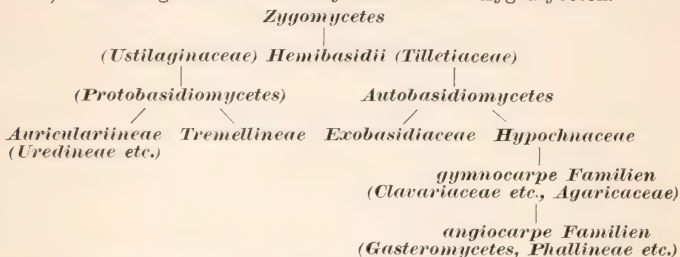 Zygomycetes
(Ustilaginaceae) Hemibasidii (Tilletiaceae)
(Protobasidiomycetes) Autobasidiomycetes
Auriculariineae Tremellineae Exobasidiaceae Hypochnaceae
(Uredineae etc.)
gymnocarpe Familien
(Clavariaceae etc., Agaricaceae)
angiocarpe Familien
(Gasteromycetes, Phallineae etc.)